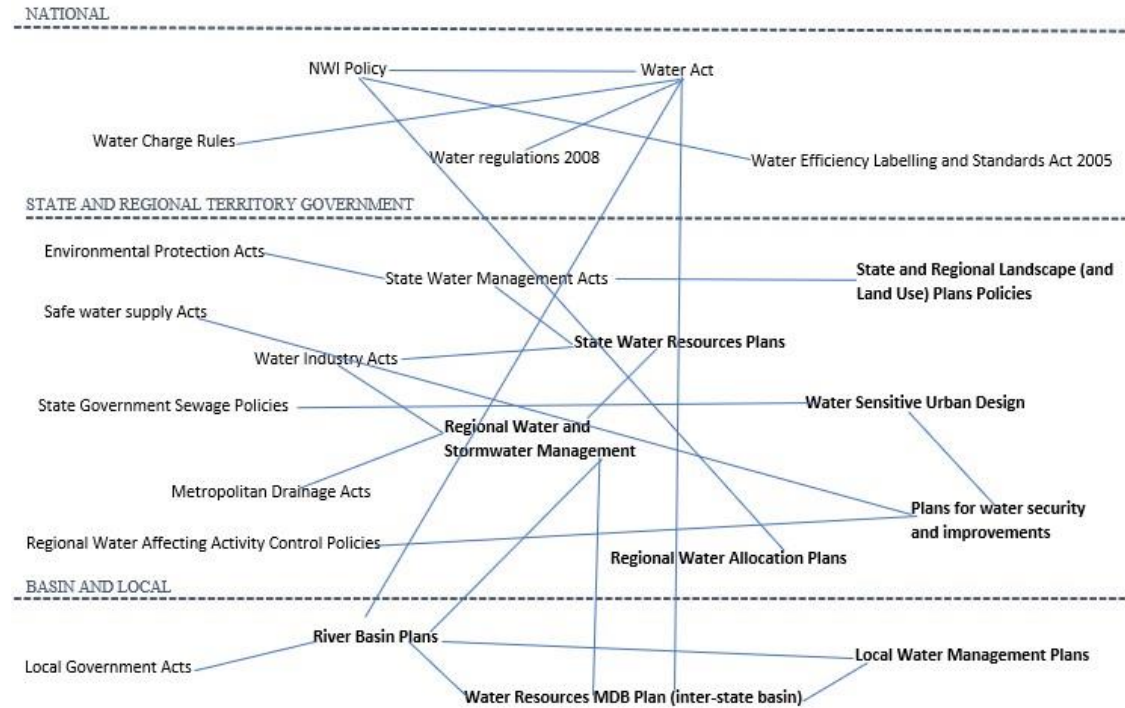 NATIONAL
NWI Policy
Water Act
Water Charge Rules
Water regulations 2008
Water Efficiency Labelling and Standards Act 2005
STATE AND REGIONAL TERRITORY GOVERNMENT
Environmental Protection Acts
State Water Management Acts
State and Regional Landscape (and
Land Use) Plans Policies
Safe water supply Acts
State Water Resources Plans
Water Industry Acts
State Government Sewage Policies
Water Sensitive Urban Design
Regional Water and
Stormwater Management
Metropolitan Drainage Acts
Plans for water security
and improvements
Regional Water Affecting Activity Control Policies
Regional Water Allocation Plans
BASIN AND LOCAL
River Basin Plans
Local Government Acts
Local Water Management Plans
Water Resources MDB Plan (inter-state basin)